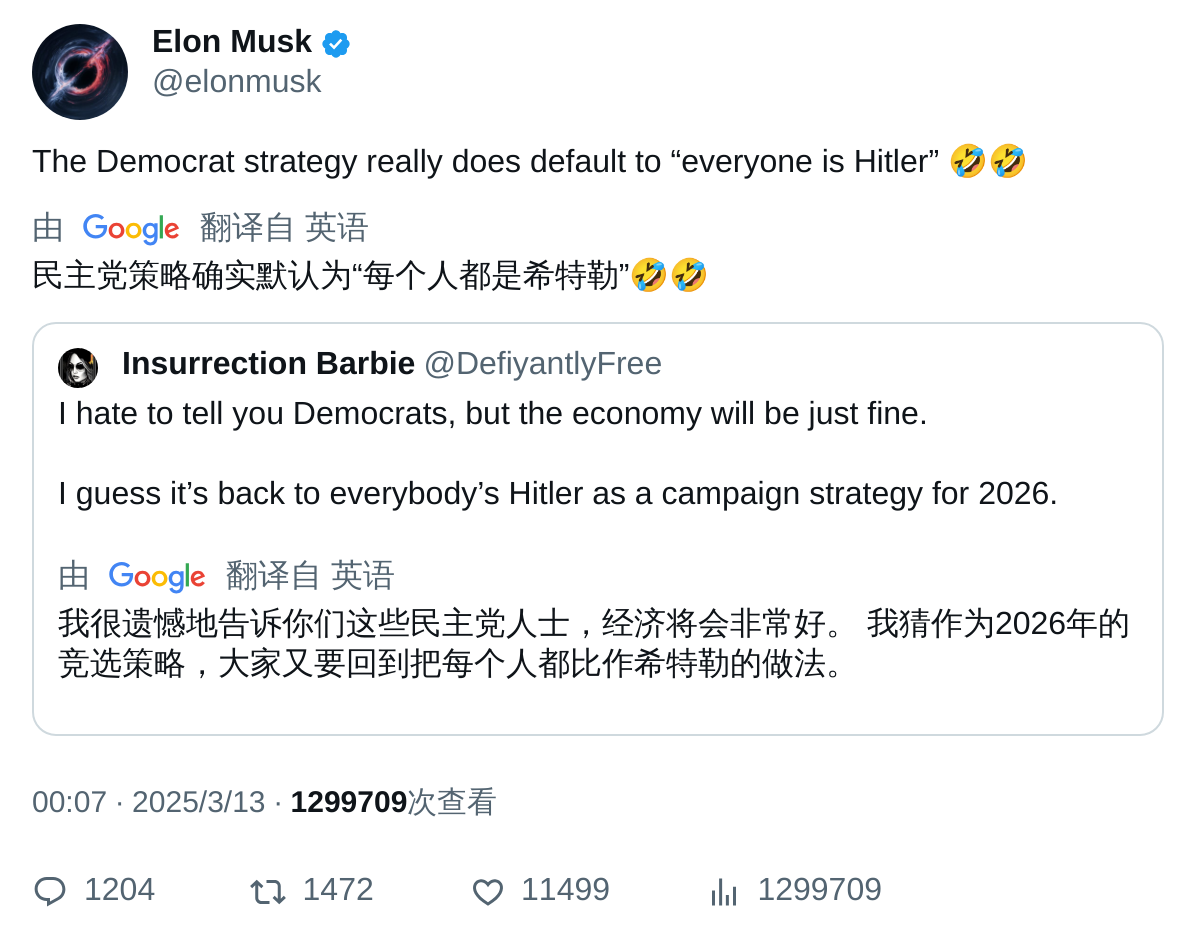 Elon Musk
@elonmusk
The Democrat strategy really does default to “everyone is Hitler” 🤣🤣
由 Google 翻译自 英语
民主党策略确实默认为“每个人都是希特勒”🤣🤣
Insurrection Barbie @DefiyantlyFree
I hate to tell you Democrats, but the economy will be just fine.
I guess it’s back to everybody’s Hitler as a campaign strategy for 2026.
由 Google 翻译自 英语
我很遗憾地告诉你们这些民主党人士，经济将会非常好。 我猜作为2026年的
竞选策略，大家又要回到把每个人都比作希特勒的做法。
00:07 · 2025/3/13 · 1299709次查看
1204 1472 11499 1299709